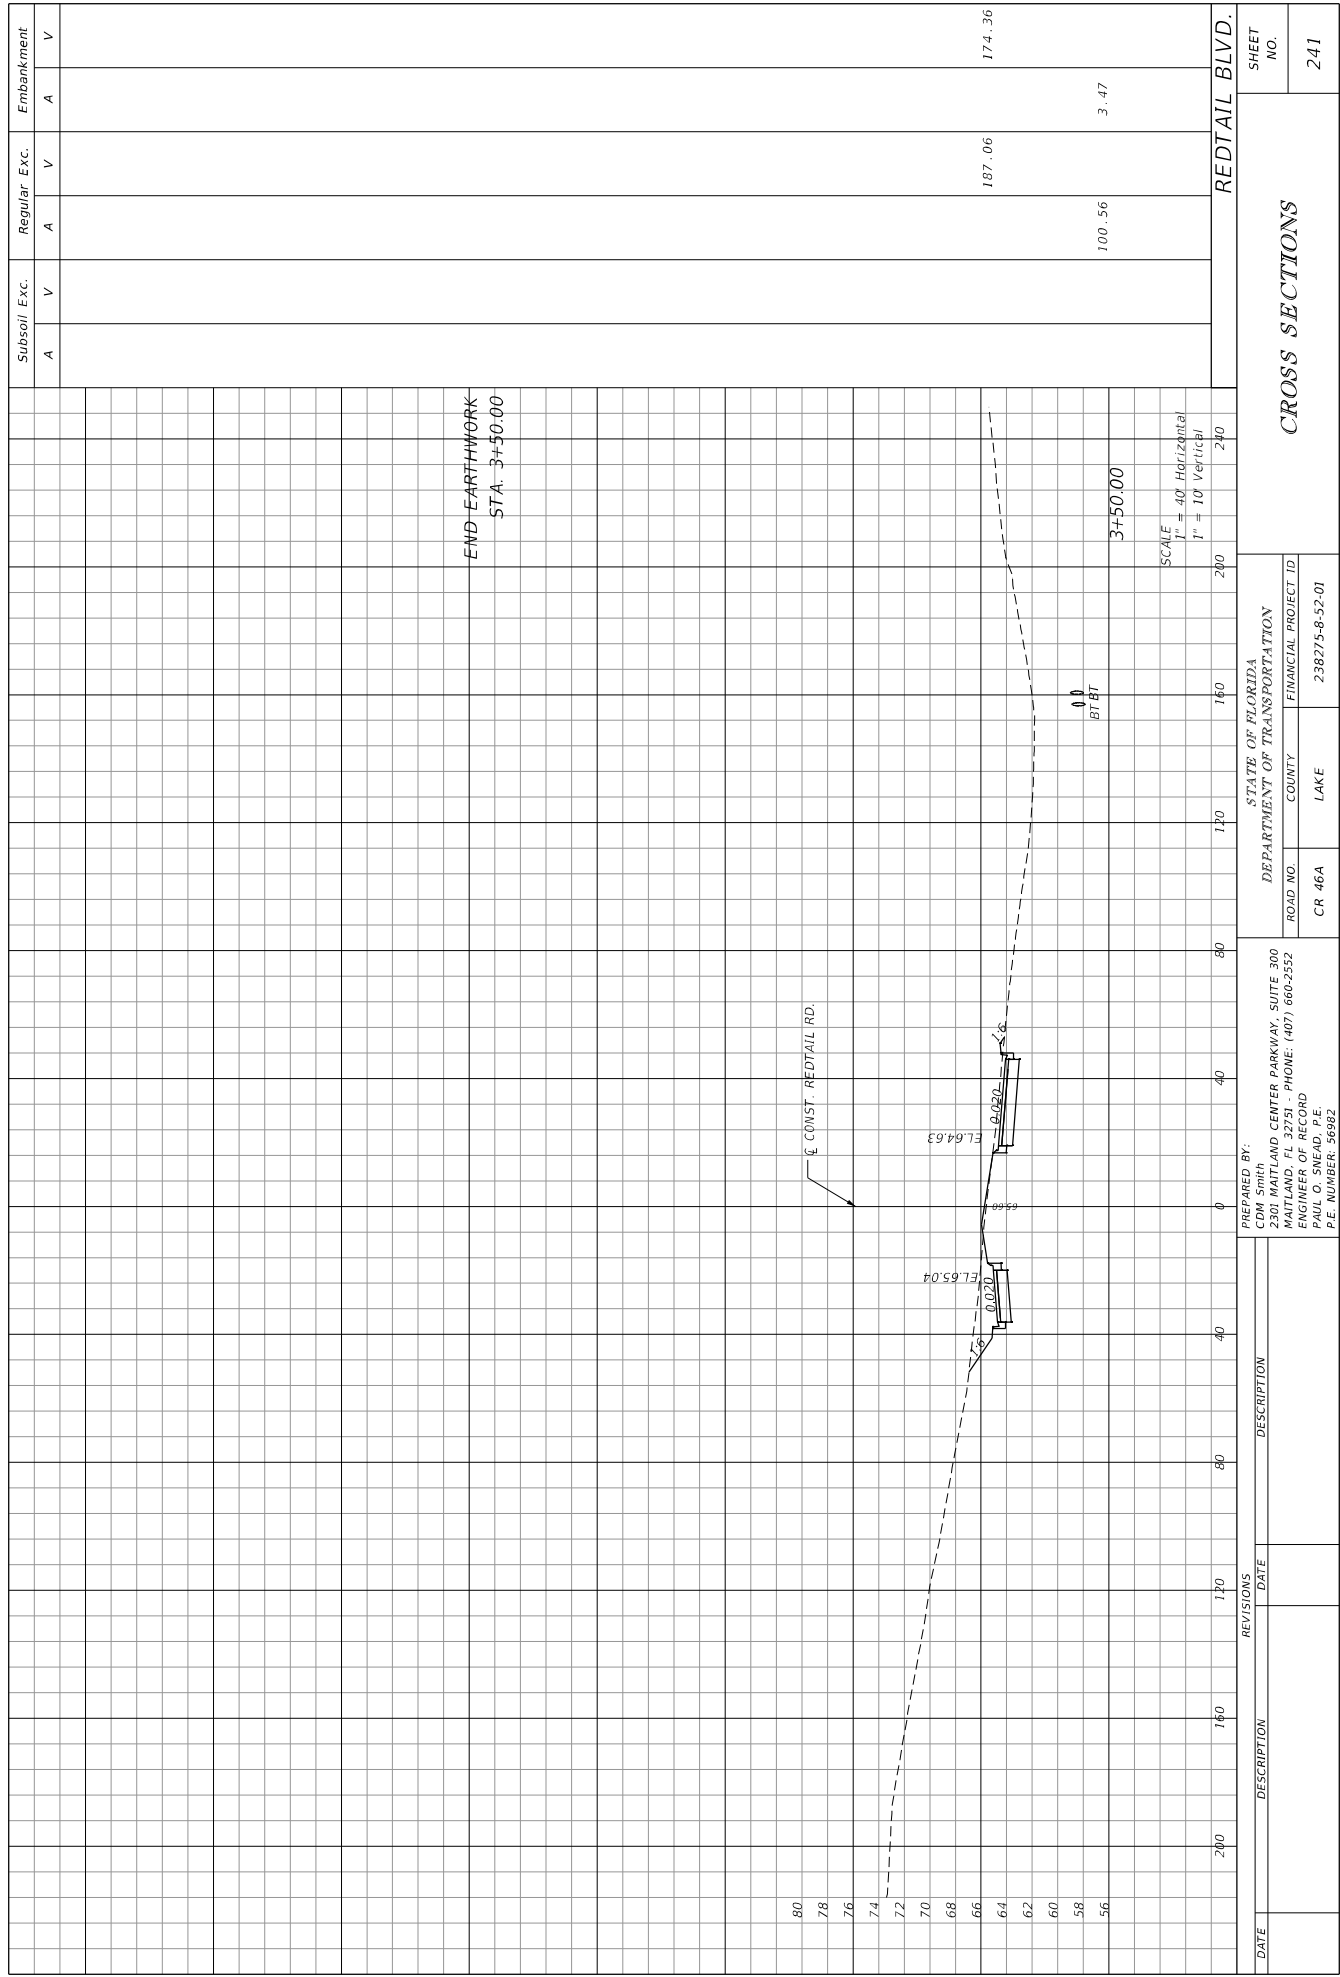 Subsoil Exc.
Regular Exc.
Embankment
A
V
A
V
A
V
187.06
174.36
100.56
3.47
REDTAIL BLVD.
END EARTHWORK
STA. 3+50.00
℄ CONST. REDTAIL RD.
80
78
76
74
72
70
68
66
64
62
60
58
56
1:6
0.020
EL.65.04
65.60
EL.64.63
0.020
1:6
BT BT
3+50.00
SCALE
1" = 40' Horizontal
1" = 10' Vertical
200
160
120
80
40
0
40
80
120
160
200
240
REVISIONS
DATE
DESCRIPTION
DATE
DESCRIPTION
PREPARED BY:
CDM Smith
2301 MAITLAND CENTER PARKWAY, SUITE 300
MAITLAND, FL 32751 - PHONE: (407) 660-2552
ENGINEER OF RECORD
PAUL O. SNEAD, P.E.
P.E. NUMBER: 56982
STATE OF FLORIDA
DEPARTMENT OF TRANSPORTATION
ROAD NO.
COUNTY
FINANCIAL PROJECT ID
CR 46A
LAKE
238275-8-52-01
CROSS SECTIONS
SHEET
NO.
241